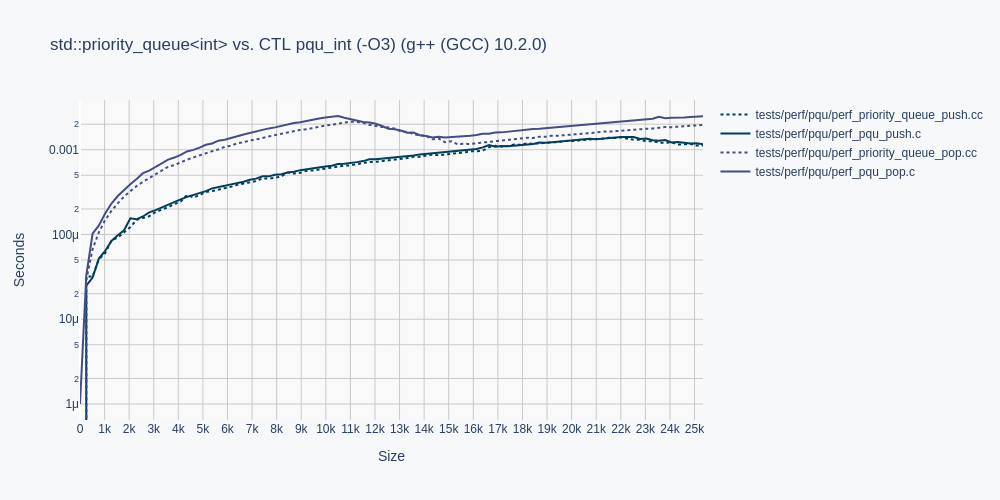 std::priority_queue<int> vs. CTL pqu_int (-O3) (g++ (GCC) 10.2.0)
tests/perf/pqu/perf_priority_queue_push.cc
tests/perf/pqu/perf_pqu_push.c
tests/perf/pqu/perf_priority_queue_pop.cc
tests/perf/pqu/perf_pqu_pop.c
Seconds
2
0.001
5
2
100μ
5
2
10μ
5
2
1μ
0 1k 2k 3k 4k 5k 6k 7k 8k 9k 10k 11k 12k 13k 14k 15k 16k 17k 18k 19k 20k 21k 22k 23k 24k 25k
Size